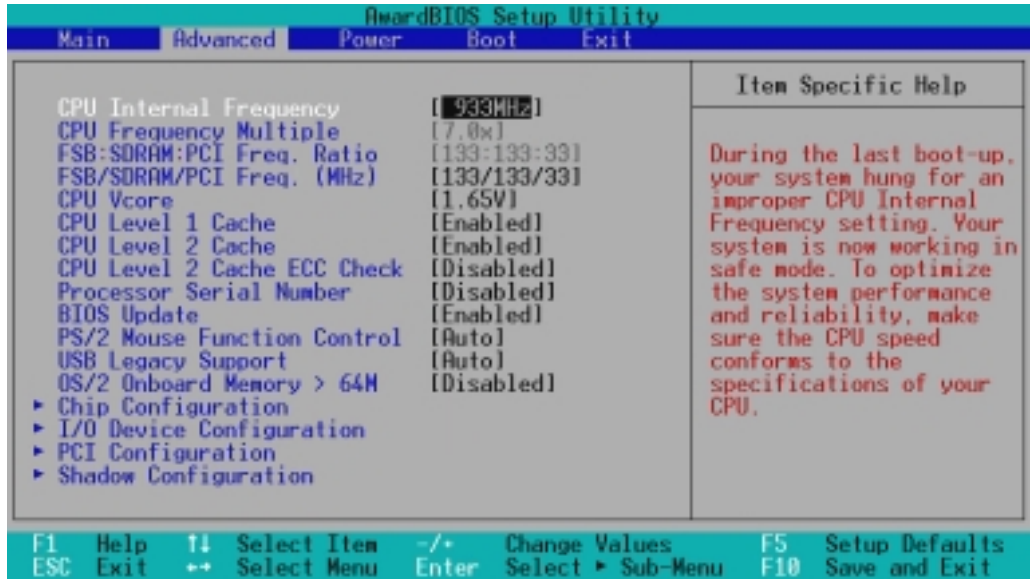 AwardBIOS Setup Utility
Main Advanced Power Boot Exit
CPU Internal Frequency [ 933MHz]
CPU Frequency Multiple [7.0x]
FSB:SDRAM:PCI Freq. Ratio [133:133:33]
FSB/SDRAM/PCI Freq. (MHz) [133/133/33]
CPU Vcore [1.65V]
CPU Level 1 Cache [Enabled]
CPU Level 2 Cache [Enabled]
CPU Level 2 Cache ECC Check [Disabled]
Processor Serial Number [Disabled]
BIOS Update [Enabled]
PS/2 Mouse Function Control [Auto]
USB Legacy Support [Auto]
OS/2 Onboard Memory > 64M [Disabled]
Chip Configuration
I/O Device Configuration
PCI Configuration
Shadow Configuration
Item Specific Help
During the last boot-up,
your system hung for an
improper CPU Internal
Frequency setting. Your
system is now working in
safe mode. To optimize
the system performance
and reliability, make
sure the CPU speed
conforms to the
specifications of your
CPU.
F1 Help ↑↓ Select Item -/+ Change Values F5 Setup Defaults
ESC Exit ←→ Select Menu Enter Select ► Sub-Menu F10 Save and Exit